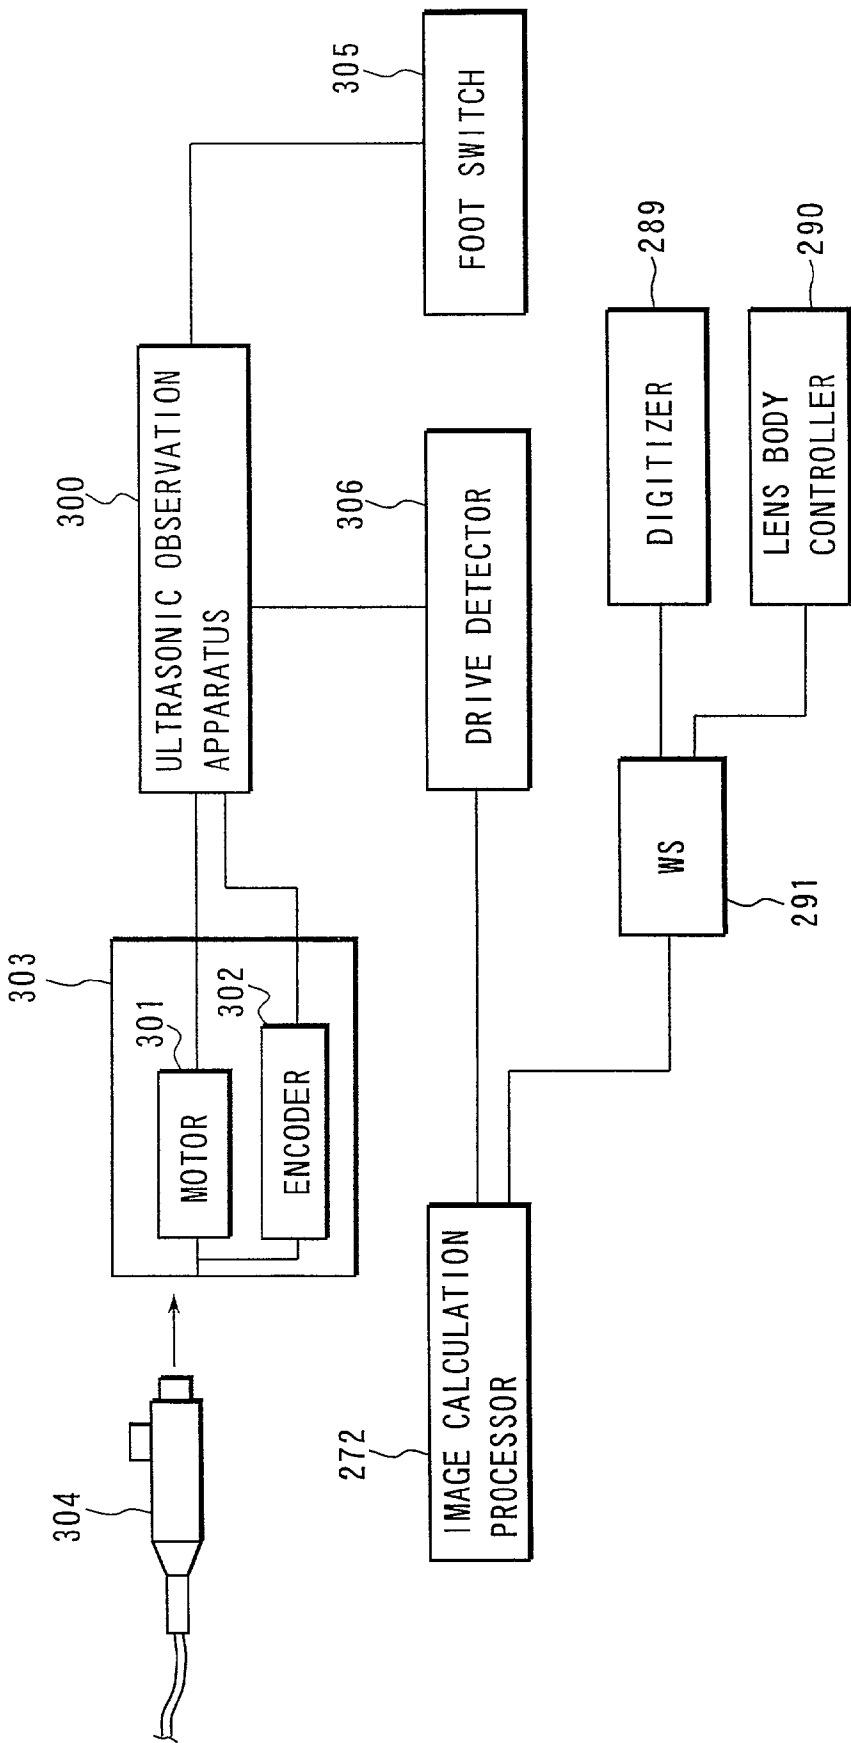 304
303
301
MOTOR
302
ENCODER
300
ULTRASONIC OBSERVATION
APPARATUS
305
FOOT SWITCH
306
DRIVE DETECTOR
272
IMAGE CALCULATION
PROCESSOR
289
DIGITIZER
291
WS
290
LENS BODY
CONTROLLER